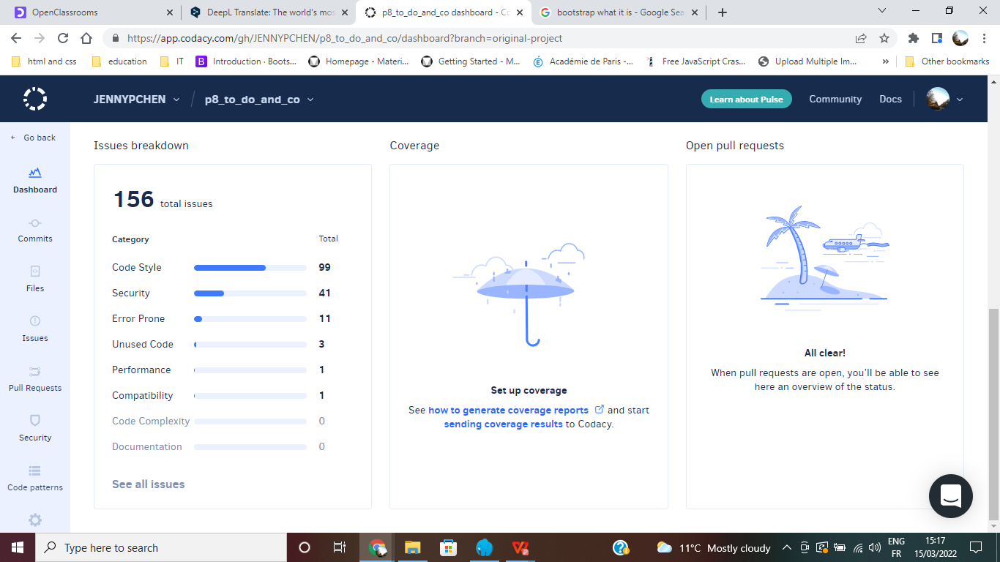 OpenClassrooms
DeepL Translate: The world's mos
p8_to_do_and_co dashboard - Co
bootstrap what it is - Google Sea
https://app.codacy.com/gh/JENNYPCHEN/p8_to_do_and_co/dashboard?branch=original-project
html and css
education
IT
Introduction · Boots...
Homepage - Materi...
Getting Started - M...
Académie de Paris -...
Free JavaScript Cras...
Upload Multiple Im...
»
Other bookmarks
JENNYPCHEN / p8_to_do_and_co
Learn about Pulse
Community
Docs
Go back
Dashboard
Commits
Files
Issues
Pull Requests
Security
Code patterns
Issues breakdown
156 total issues
Category Total
Code Style 99
Security 41
Error Prone 11
Unused Code 3
Performance 1
Compatibility 1
Code Complexity 0
Documentation 0
See all issues
Coverage
Set up coverage
See how to generate coverage reports and start
sending coverage results to Codacy.
Open pull requests
All clear!
When pull requests are open, you'll be able to see
here an overview of the status.
Type here to search
11°C Mostly cloudy
ENG
FR
15:17
15/03/2022